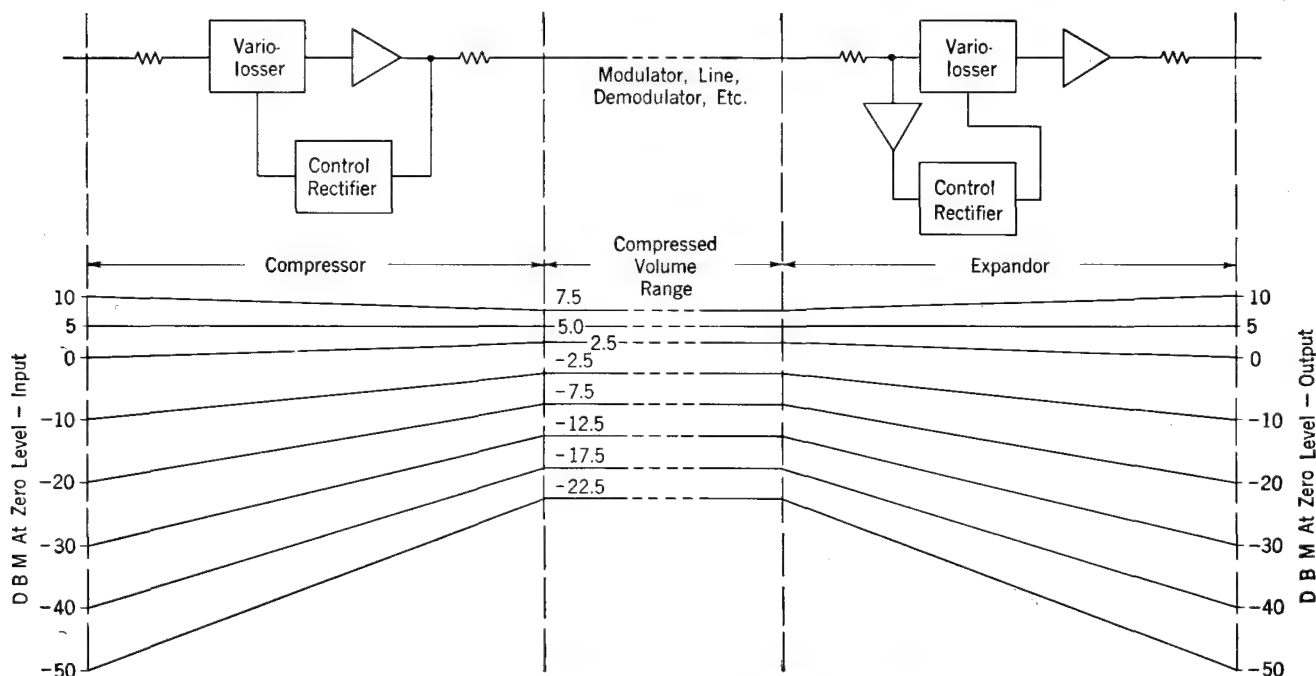 Vario-
losser
Control
Rectifier
Modulator, Line,
Demodulator, Etc.
Vario-
losser
Control
Rectifier
Compressor
Compressed
Volume
Range
Expandor
DBM At Zero Level – Input
10
5
0
-10
-20
-30
-40
-50
7.5
5.0
2.5
-2.5
-7.5
-12.5
-17.5
-22.5
10
5
0
-10
-20
-30
-40
-50
DBM At Zero Level – Output